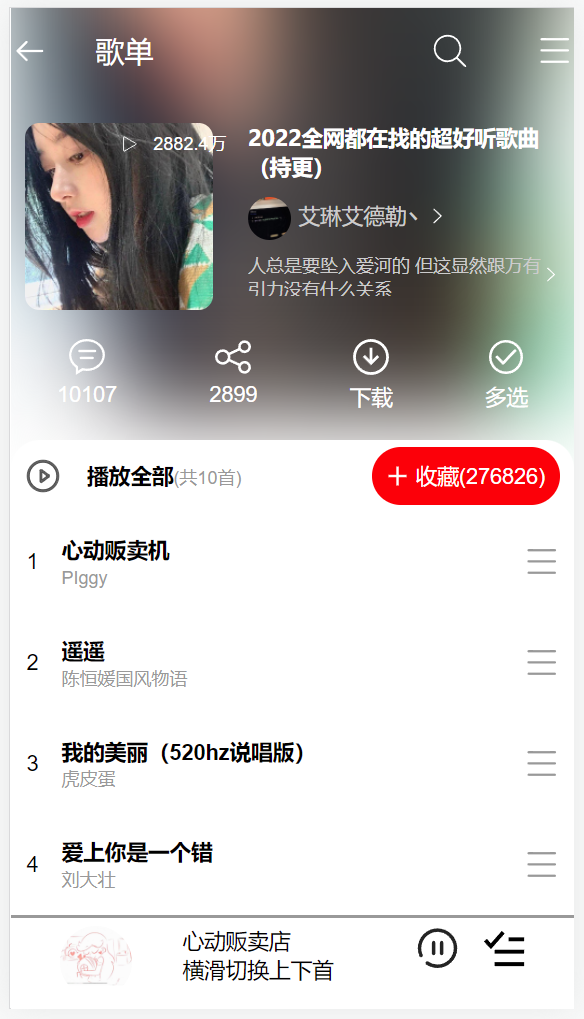 歌单
2882.4万
2022全网都在找的超好听歌曲
（持更）
艾琳艾德勒丶
人总是要坠入爱河的 但这显然跟万有
引力没有什么关系
10107
2899
下载
多选
播放全部(共10首)
收藏(276826)
1
心动贩卖机
PIggy
2
遥遥
陈恒媛国风物语
3
我的美丽（520hz说唱版）
虎皮蛋
4
爱上你是一个错
刘大壮
心动贩卖店
横滑切换上下首